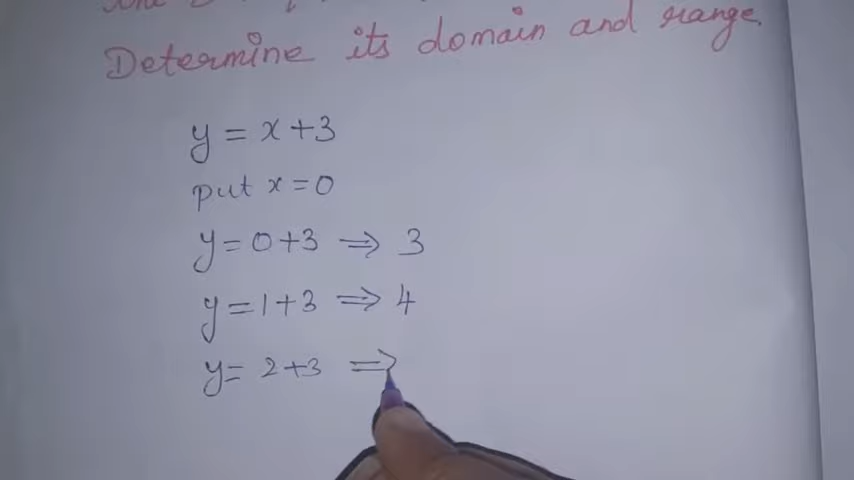 Determine its domain and range.
y = x + 3
put x = 0
y = 0 + 3 ⇒ 3
y = 1 + 3 ⇒ 4
y = 2 + 3 ⇒